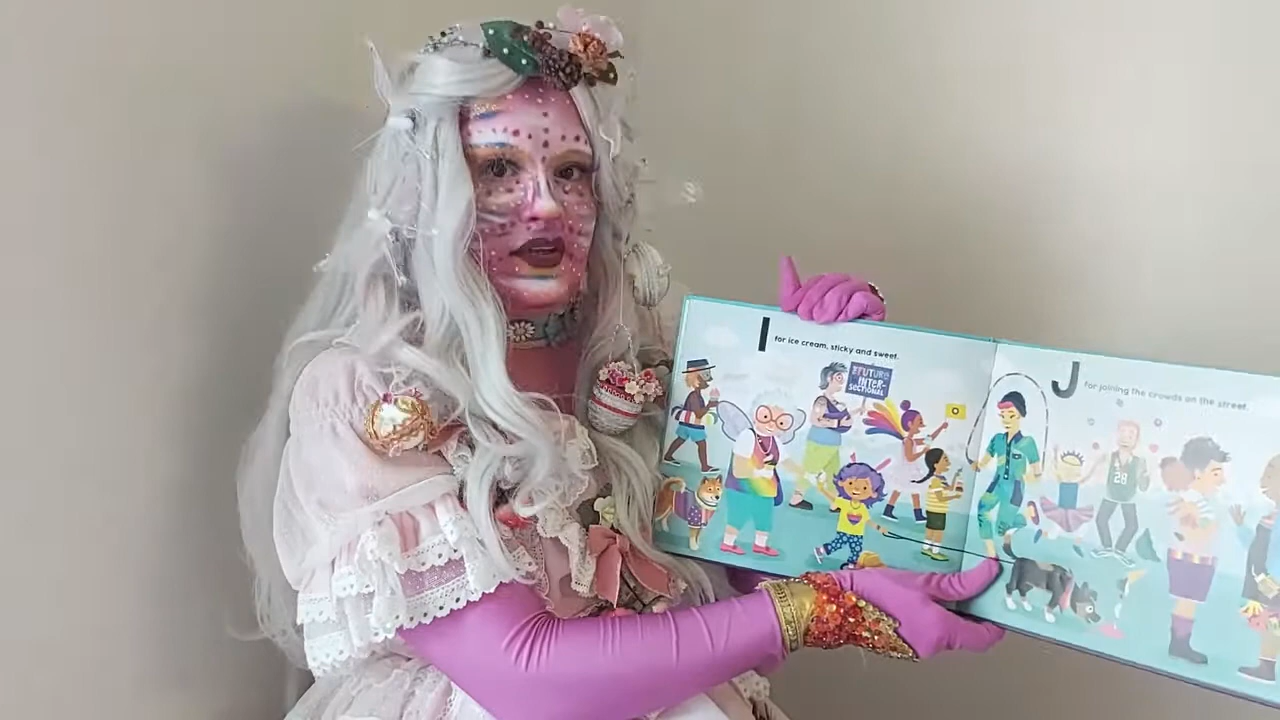 I for ice cream, sticky and sweet.
FUTURE
INTER-
SECTIONAL
J for joining the crowds on the street.
28